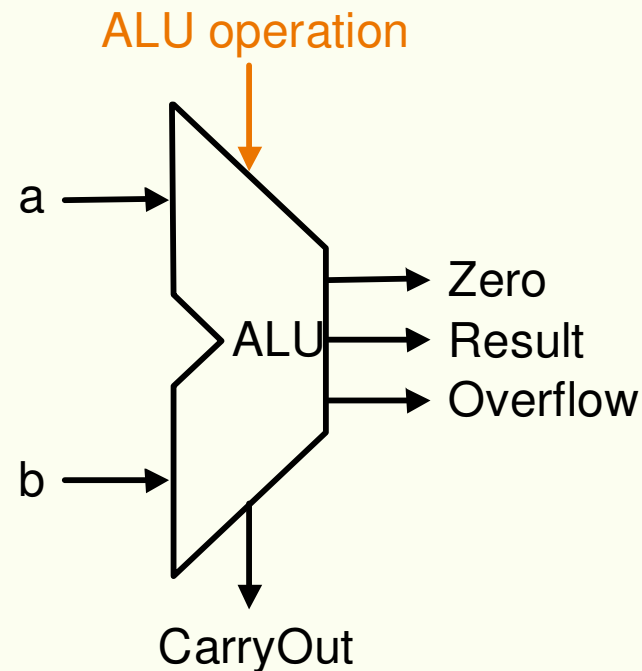 ALU operation
a
Zero
ALU
Result
Overflow
b
CarryOut